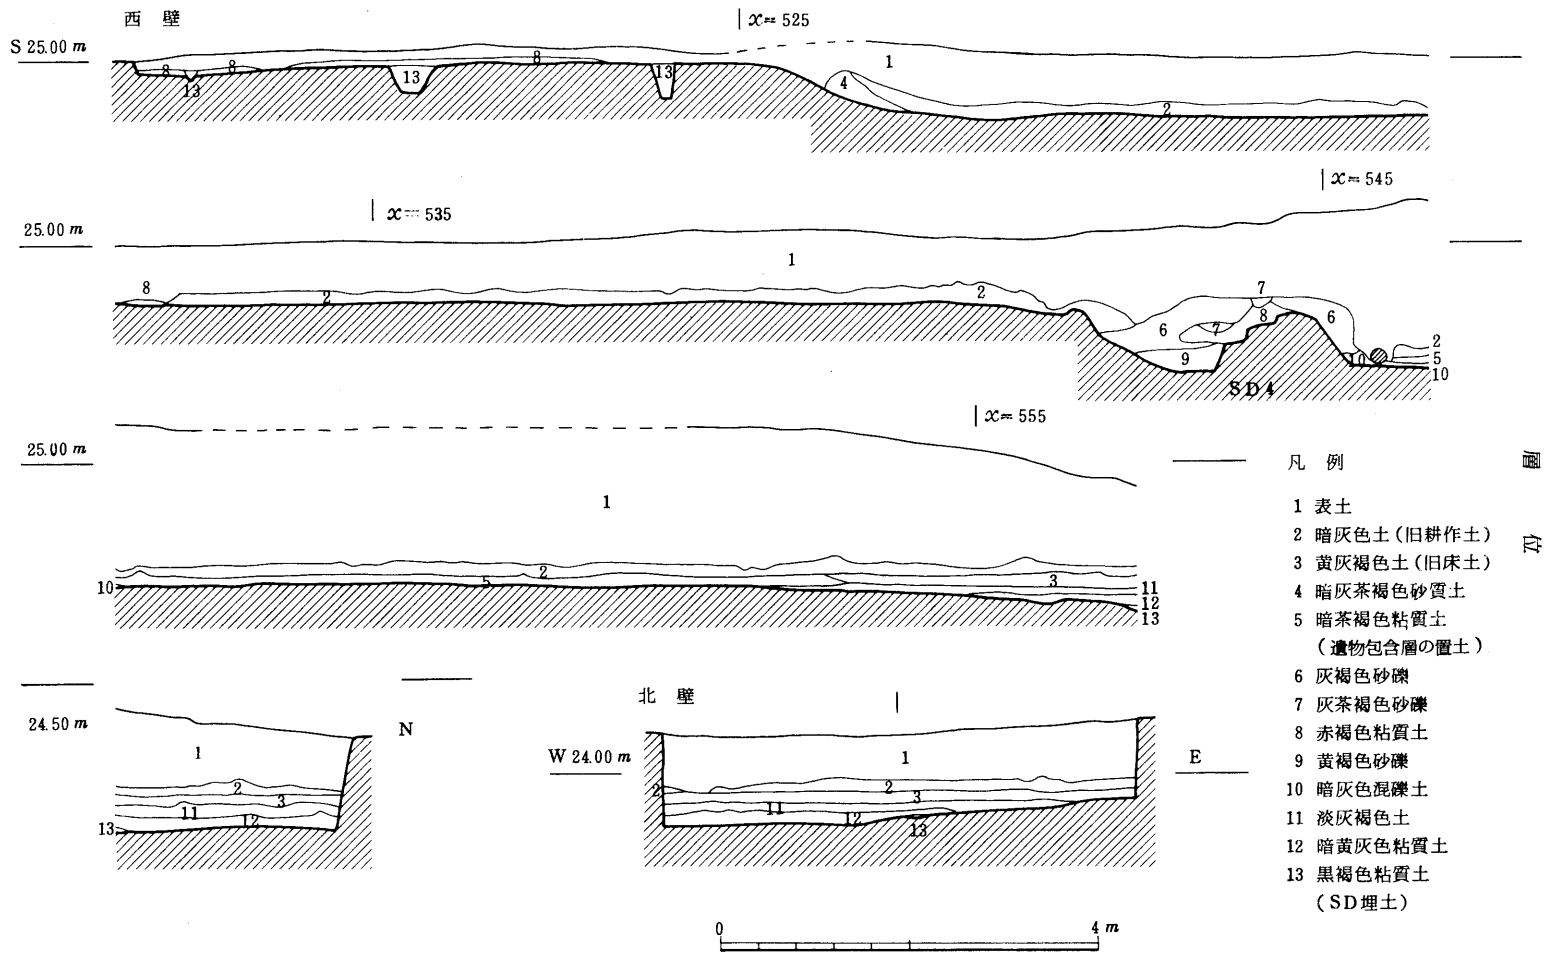 西 壁
x=525
S 25.00 m
8
8
13
13
8
13
4
1
2
x=545
x=535
25.00 m
1
8
2
2
7
6
7
8
6
9
10
2
5
10
SD4
x=555
25.00 m
1
10
5
2
3
11
12
13
凡 例
層 位
1 表土
2 暗灰色土(旧耕作土)
3 黄灰褐色土(旧床土)
4 暗灰茶褐色砂質土
5 暗茶褐色粘質土
(遺物包含層の置土)
6 灰褐色砂礫
7 灰茶褐色砂礫
8 赤褐色粘質土
9 黄褐色砂礫
10 暗灰色混礫土
11 淡灰褐色土
12 暗黄灰色粘質土
13 黒褐色粘質土
(SD埋土)
24.50 m
N
1
2
3
11
12
13
北 壁
W 24.00 m
E
1
2
2
3
11
12
13
0 4 m